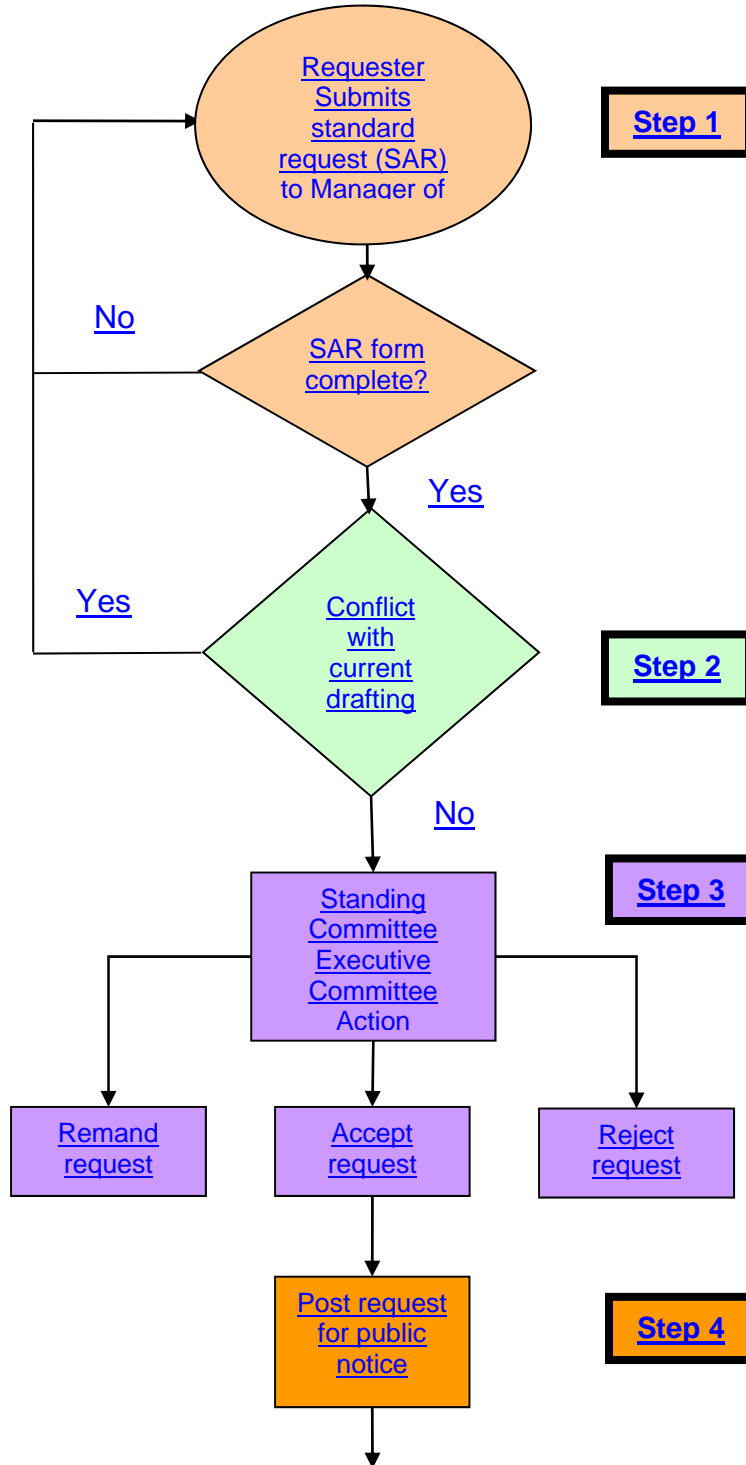 Requester
Submits
standard
request (SAR)
to Manager of
Step 1
No
SAR form
complete?
Yes
Yes
Conflict
with
current
drafting
Step 2
No
Step 3
Standing
Committee
Executive
Committee
Action
Remand
request
Accept
request
Reject
request
Post request
for public
notice
Step 4